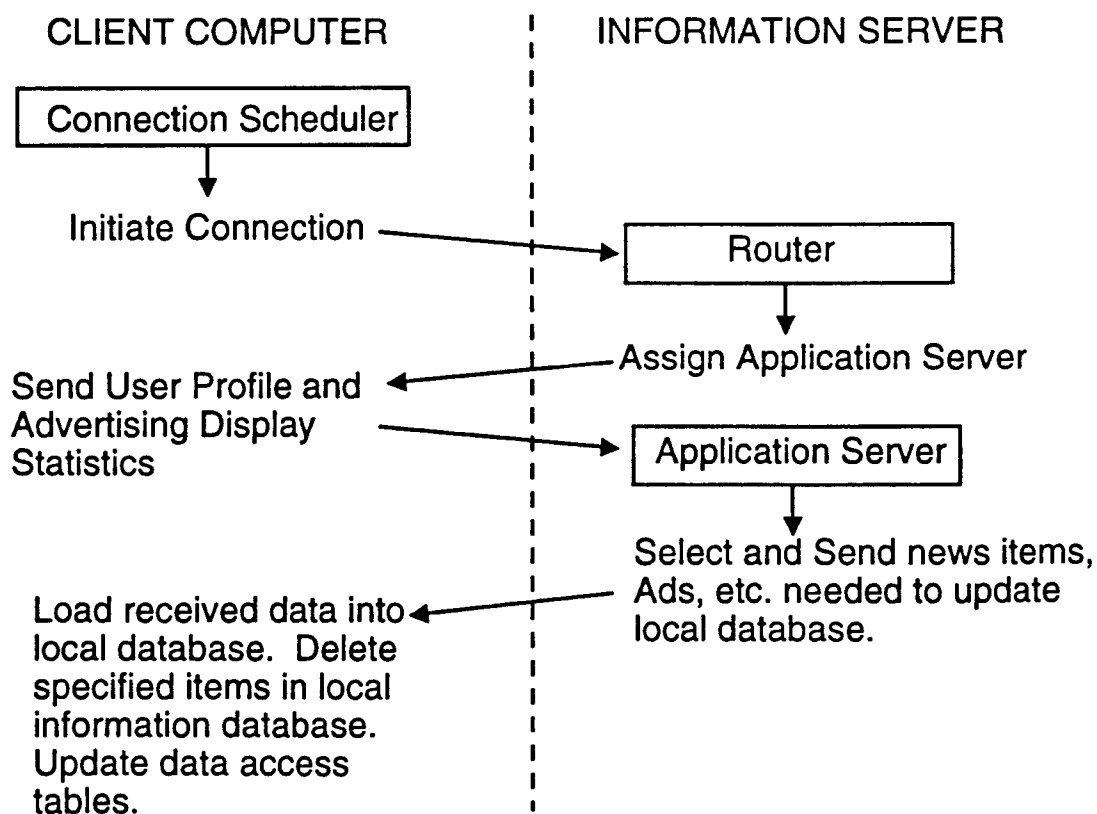 CLIENT COMPUTER
INFORMATION SERVER
Connection Scheduler
Initiate Connection
Router
Assign Application Server
Send User Profile and
Advertising Display
Statistics
Application Server
Select and Send news items,
Ads, etc. needed to update
local database.
Load received data into
local database.  Delete
specified items in local
information database.
Update data access
tables.